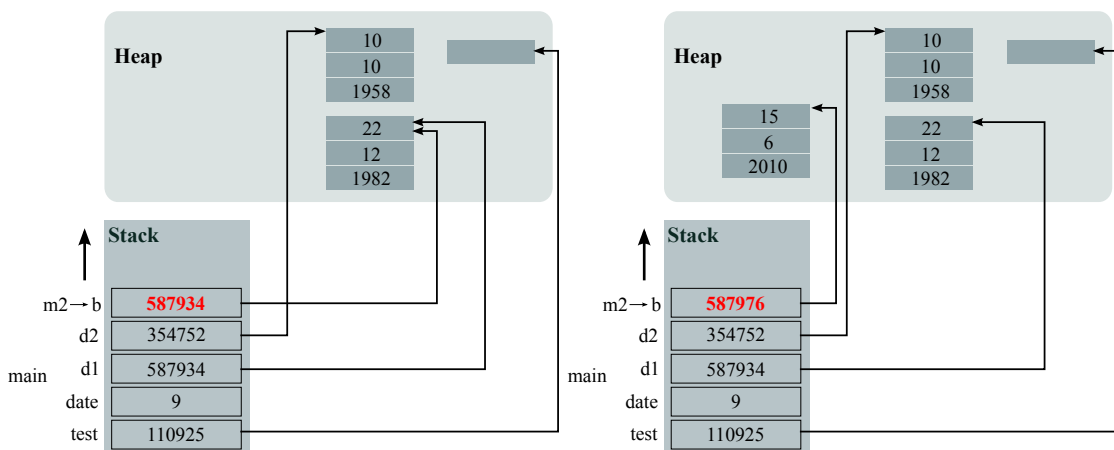 Heap
10
10
1958
22
12
1982
Stack
m2→b 587934
d2 354752
main
d1 587934
date 9
test 110925
Heap
10
10
1958
15
6
2010
22
12
1982
Stack
m2→b 587976
d2 354752
main
d1 587934
date 9
test 110925